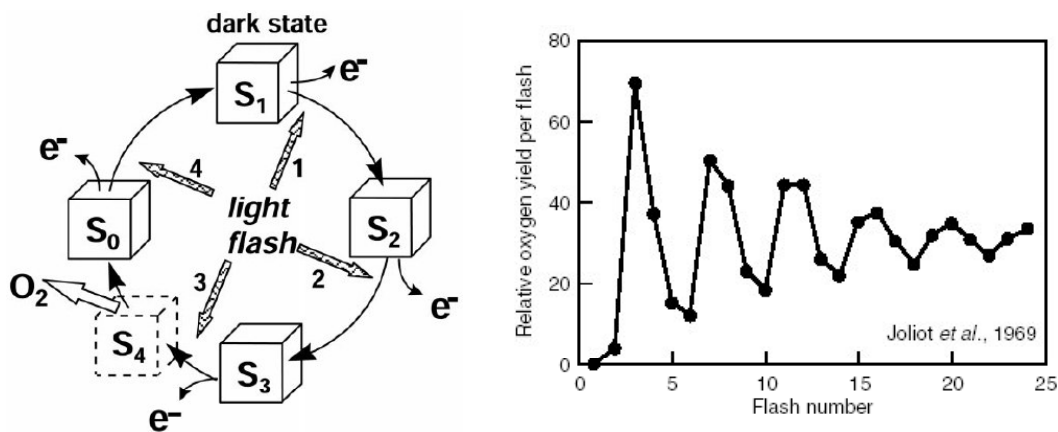 dark state
S₁
e⁻
e⁻
4
1
light
flash
S₀
S₂
3
2
O₂
e⁻
S₄
S₃
e⁻
Relative oxygen yield per flash
80
60
40
20
0
Joliot et al., 1969
0
5
10
15
20
25
Flash number